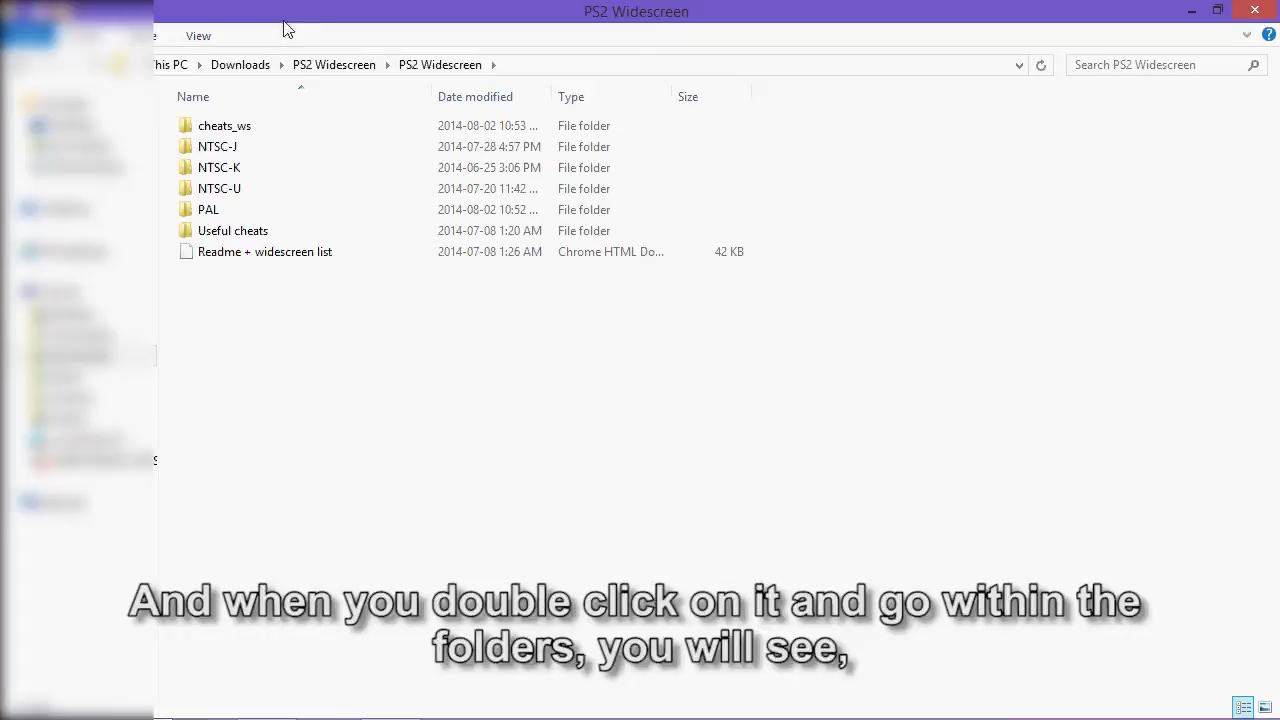 PS2 Widescreen
View
his PC > Downloads > PS2 Widescreen > PS2 Widescreen >
Search PS2 Widescreen
Name Date modified Type Size
cheats_ws 2014-08-02 10:53 ... File folder
NTSC-J 2014-07-28 4:57 PM File folder
NTSC-K 2014-06-25 3:06 PM File folder
NTSC-U 2014-07-20 11:42 ... File folder
PAL 2014-08-02 10:52 ... File folder
Useful cheats 2014-07-08 1:20 AM File folder
Readme + widescreen list 2014-07-08 1:26 AM Chrome HTML Do... 42 KB
And when you double click on it and go within the
folders, you will see,